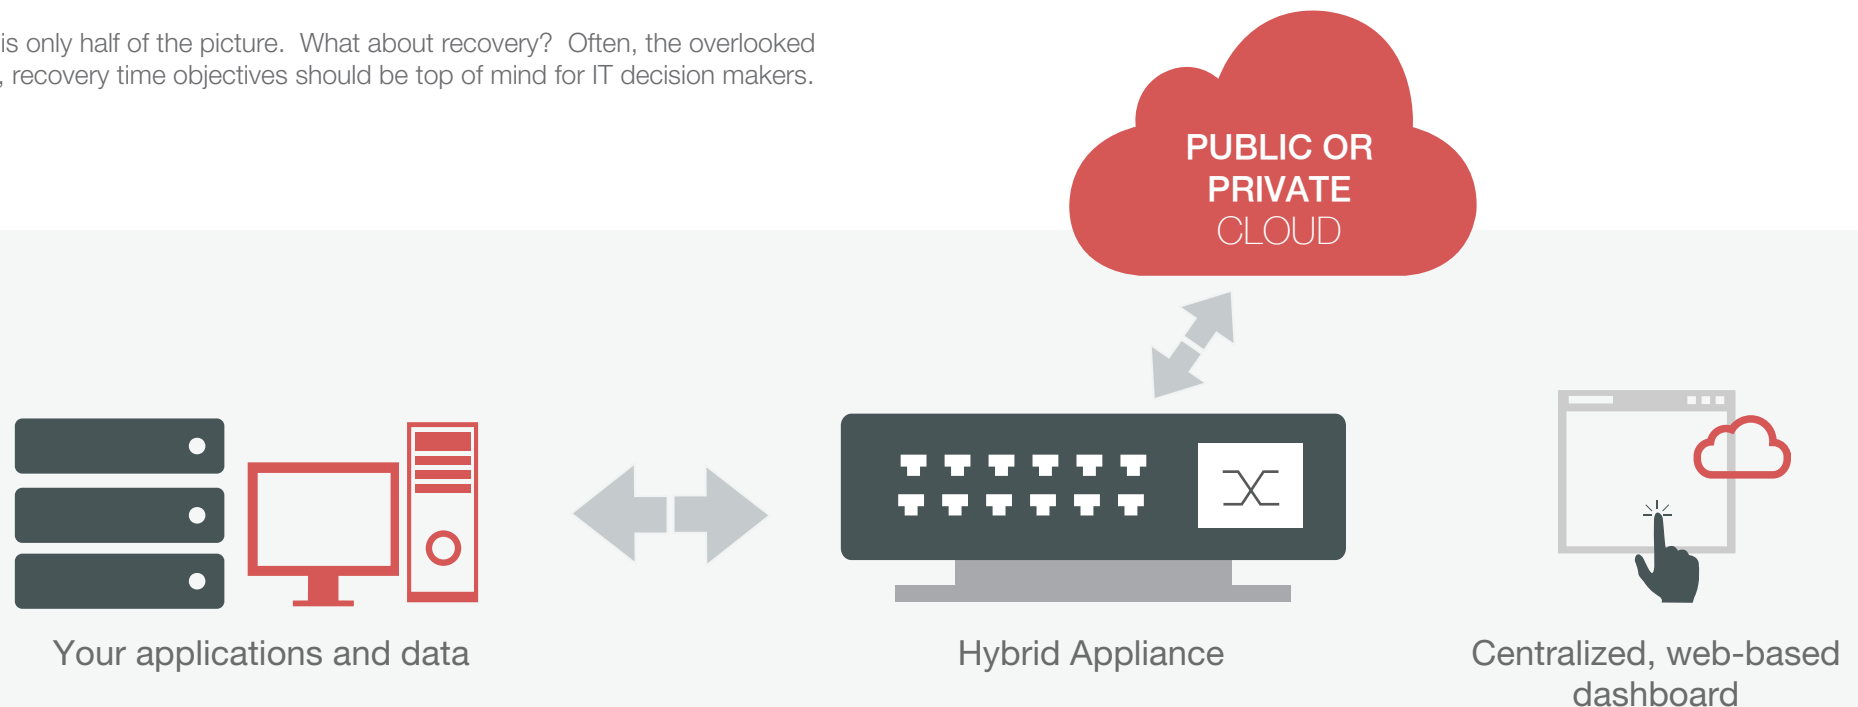 is only half of the picture.  What about recovery?  Often, the overlooked
, recovery time objectives should be top of mind for IT decision makers.
PUBLIC OR
PRIVATE
CLOUD
Your applications and data
Hybrid Appliance
Centralized, web-based
dashboard